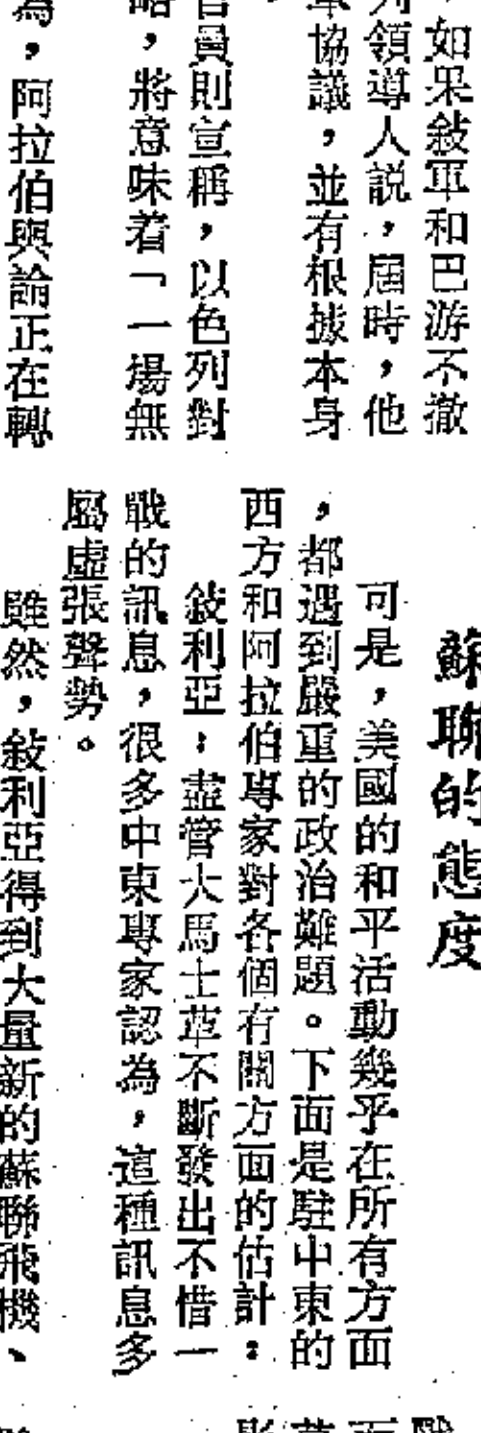 ，如果敍軍和巴游不撤
列領導人説，屆時，他
軍協議，並有根據本身
官員則宣稱，以色列對
略，將意味着「一場無
為，阿拉伯輿論正在轉
蘇聯的態度
可是，美國的和平活動幾乎在所有方面
，都遇到嚴重的政治難題。下面是駐中東的
西方和阿拉伯專家對各個有關方面的估計：
敍利亞：盡管大馬士革不斷發出不惜一
戰的訊息，很多中東專家認為，這種訊息多
屬虛張聲勢。
雖然，敍利亞得到大量新的蘇聯飛機、